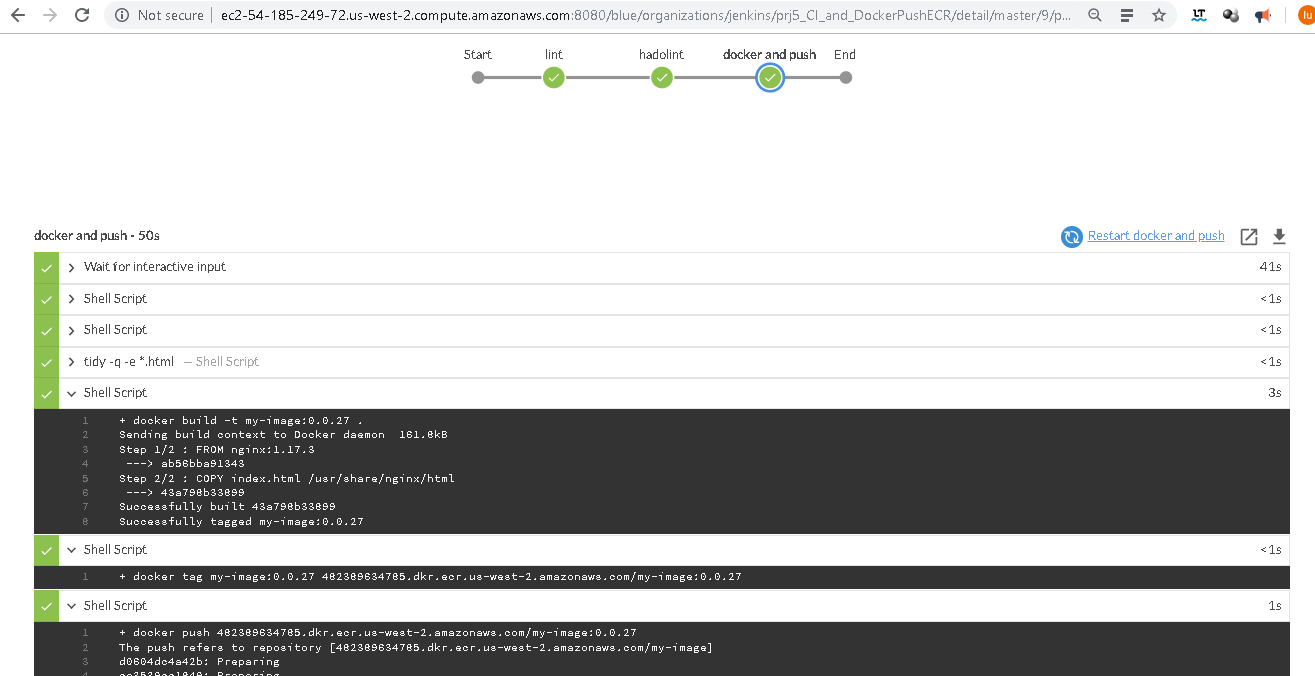 Not secure | ec2-54-185-249-72.us-west-2.compute.amazonaws.com:8080/blue/organizations/jenkins/prj5_CI_and_DockerPushECR/detail/master/9/p...
LT
lu
Start lint hadolint docker and push End
docker and push - 50s Restart docker and push
Wait for interactive input 41s
Shell Script <1s
Shell Script <1s
tidy -q -e *.html — Shell Script <1s
Shell Script 3s
1 + docker build -t my-image:0.0.27 .
2 Sending build context to Docker daemon 161.8kB
3 Step 1/2 : FROM nginx:1.17.3
4 ---> ab56bba91343
5 Step 2/2 : COPY index.html /usr/share/nginx/html
6 ---> 43a798b33899
7 Successfully built 43a798b33899
8 Successfully tagged my-image:0.0.27
Shell Script <1s
1 + docker tag my-image:0.0.27 482389634785.dkr.ecr.us-west-2.amazonaws.com/my-image:0.0.27
Shell Script 1s
1 + docker push 482389634785.dkr.ecr.us-west-2.amazonaws.com/my-image:0.0.27
2 The push refers to repository [482389634785.dkr.ecr.us-west-2.amazonaws.com/my-image]
3 d0604dc4a42b: Preparing